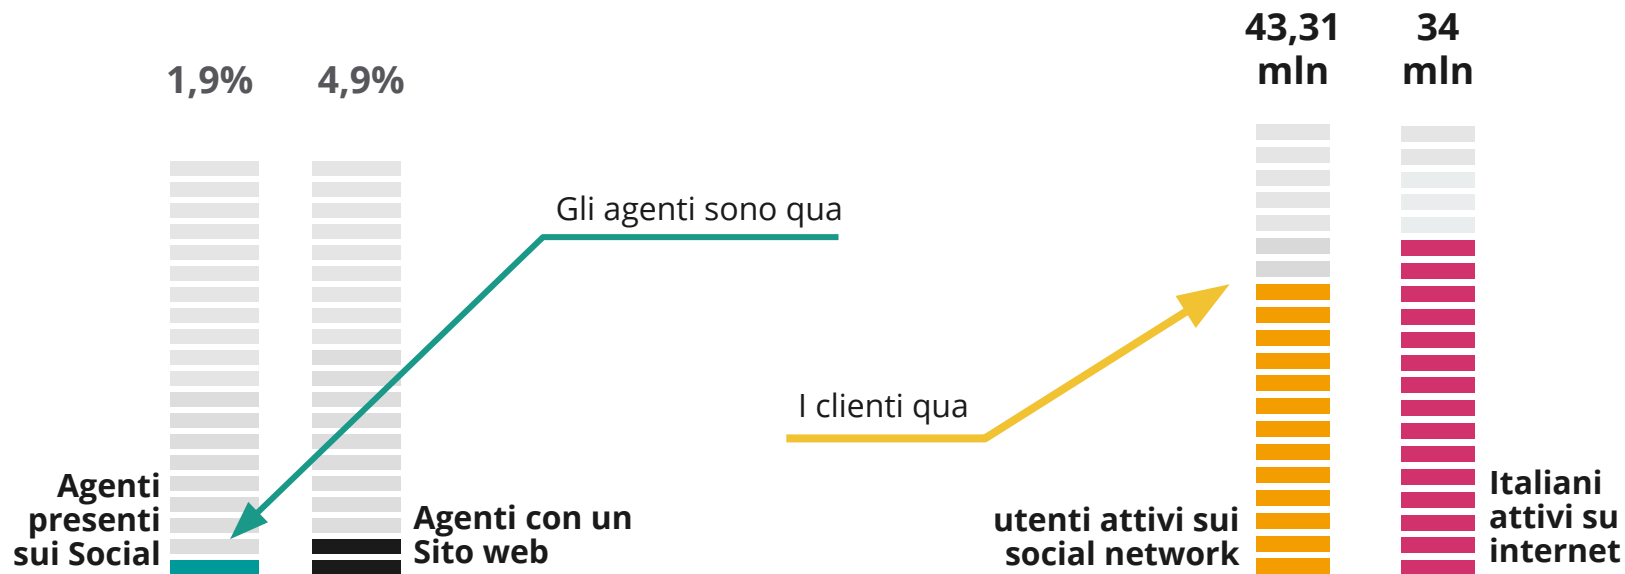 1,9%
4,9%
Agenti
presenti
sui Social
Agenti con un
Sito web
Gli agenti sono qua
I clienti qua
43,31
mln
34
mln
utenti attivi sui
social network
Italiani
attivi su
internet